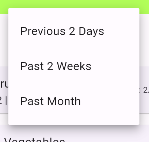 Previous 2 Days
Past 2 Weeks
Past Month
Vegetables